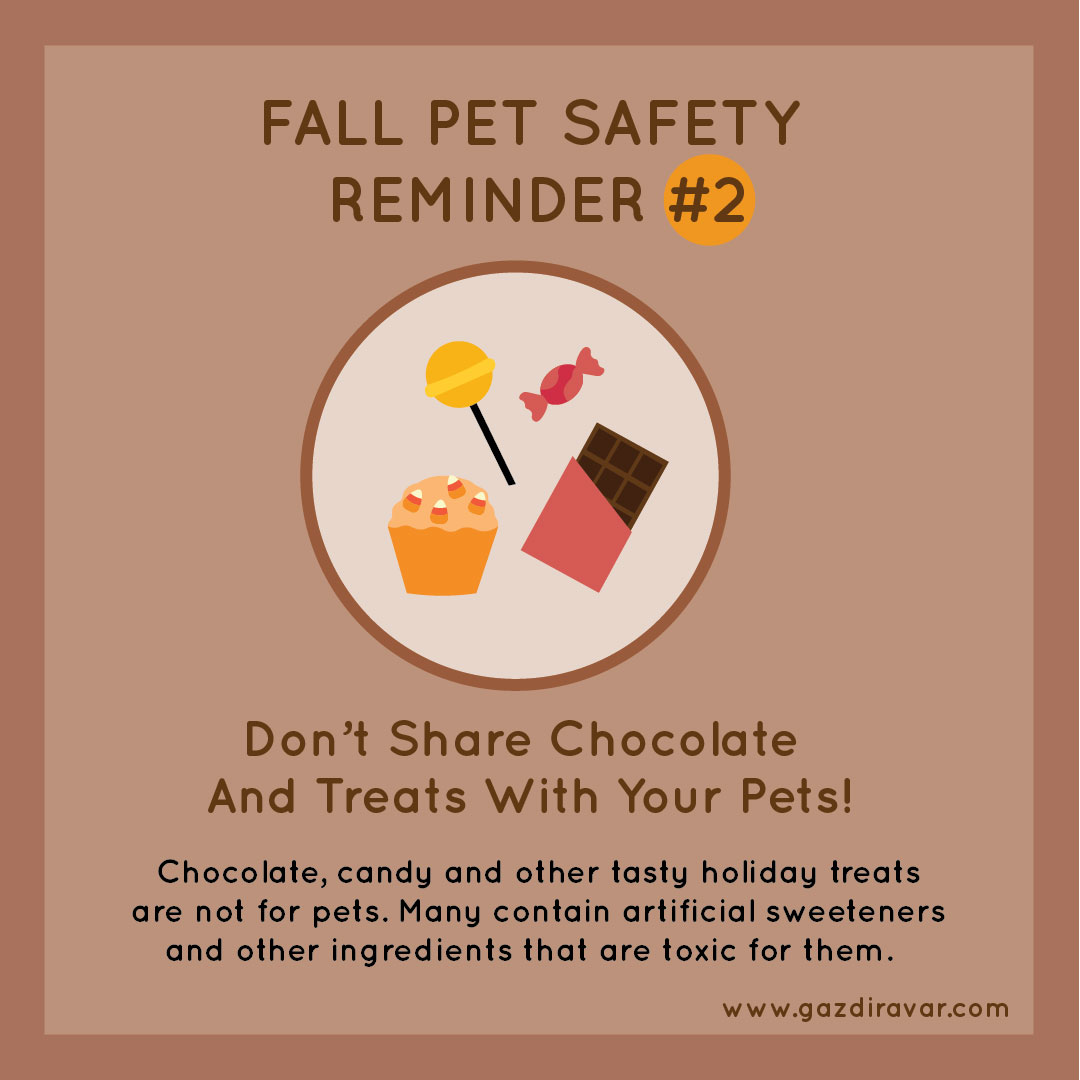 FALL PET SAFETY
REMINDER #2
Don't Share Chocolate
And Treats With Your Pets!
Chocolate, candy and other tasty holiday treats
are not for pets. Many contain artificial sweeteners
and other ingredients that are toxic for them.
www.gazdiravar.com